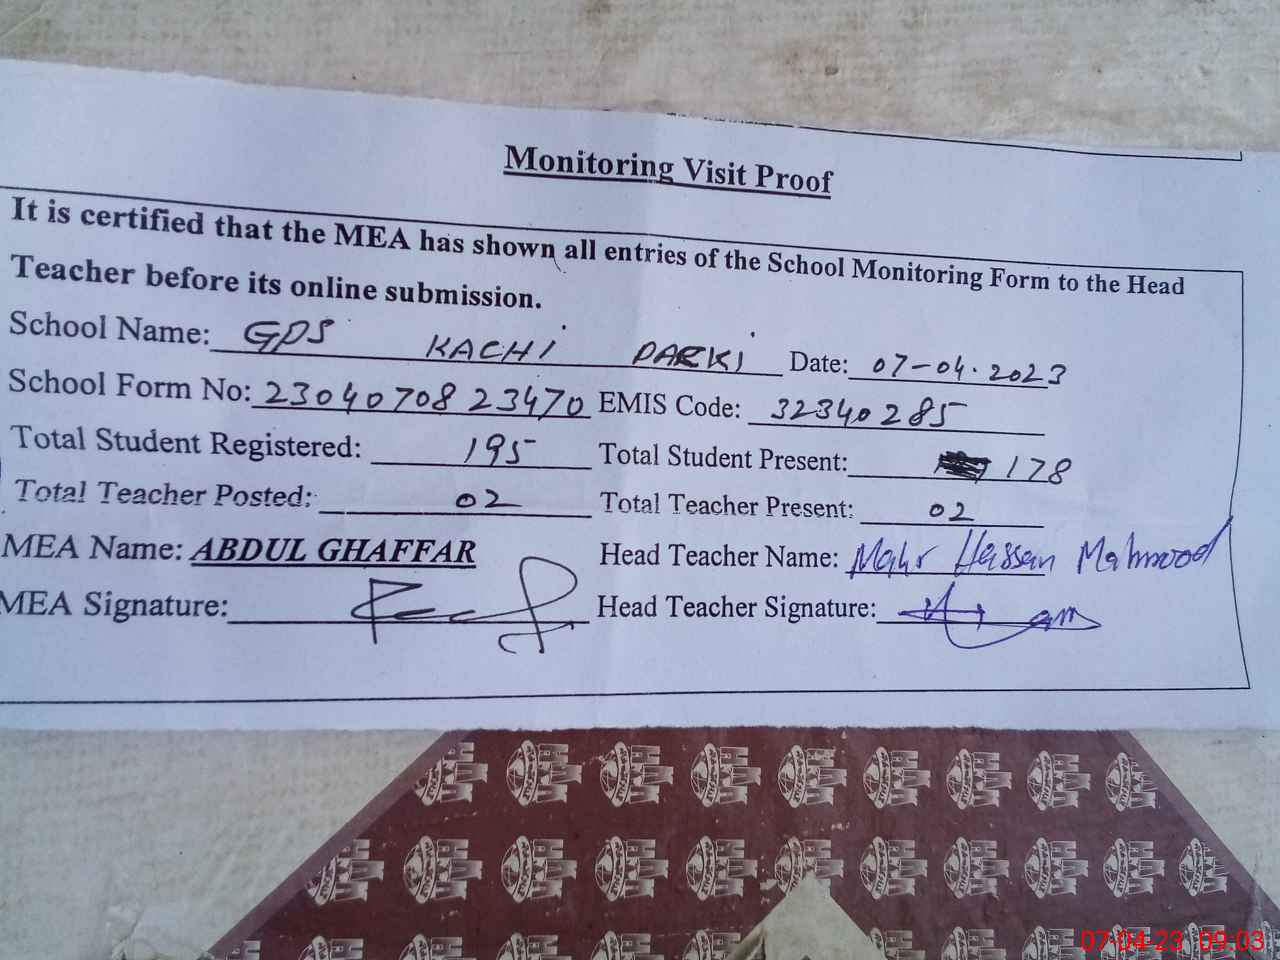 Monitoring Visit Proof
It is certified that the MEA has shown all entries of the School Monitoring Form to the Head
Teacher before its online submission.
School Name: GPS KACHI PARKI Date: 07-04.2023
School Form No: 23040708 23470 EMIS Code: 32340285
Total Student Registered: 195 Total Student Present: 178
Total Teacher Posted: 02 Total Teacher Present: 02
MEA Name: ABDUL GHAFFAR Head Teacher Name: Mahr Hassan Mahmood
MEA Signature: Head Teacher Signature:
07-04-23 09:03